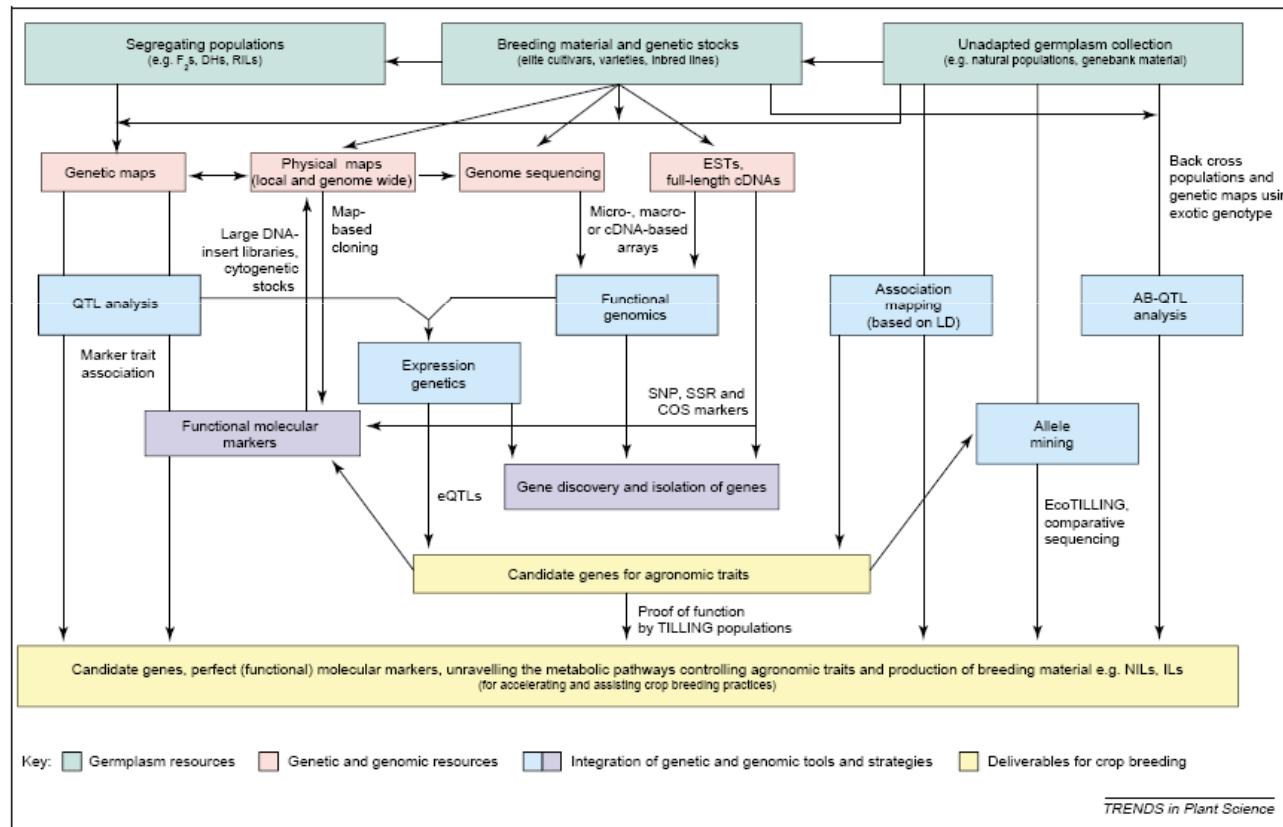 Segregating populations
(e.g. F2s, DHs, RILs)
Breeding material and genetic stocks
(elite cultivars, varieties, inbred lines)
Unadapted germplasm collection
(e.g. natural populations, genebank material)
Genetic maps
Physical maps
(local and genome wide)
Genome sequencing
ESTs,
full-length cDNAs
Back cross
populations and
genetic maps usin
exotic genotype
Large DNA-
insert libraries,
cytogenetic
stocks
Map-
based
cloning
Micro-, macro-
or cDNA-based
arrays
QTL analysis
Functional
genomics
Association
mapping
(based on LD)
AB-QTL
analysis
Marker trait
association
Expression
genetics
SNP, SSR and
COS markers
Functional molecular
markers
Allele
mining
Gene discovery and isolation of genes
eQTLs
EcoTILLING,
comparative
sequencing
Candidate genes for agronomic traits
Proof of function
by TILLING populations
Candidate genes, perfect (functional) molecular markers, unravelling the metabolic pathways controlling agronomic traits and production of breeding material e.g. NILs, ILs
(for accelerating and assisting crop breeding practices)
Key: Germplasm resources Genetic and genomic resources Integration of genetic and genomic tools and strategies Deliverables for crop breeding
TRENDS in Plant Science